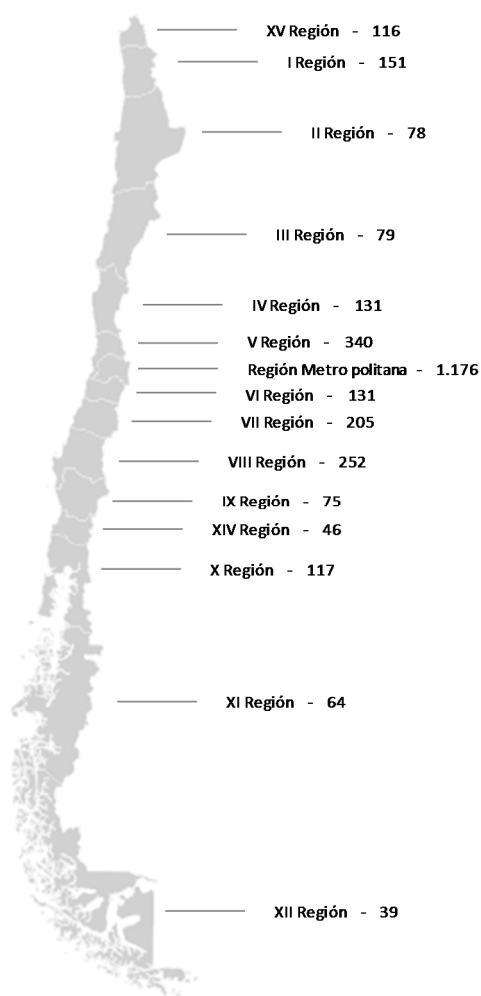 XV Región - 116
I Región - 151
II Región - 78
III Región - 79
IV Región - 131
V Región - 340
Región Metro politana - 1.176
VI Región - 131
VII Región - 205
VIII Región - 252
IX Región - 75
XIV Región - 46
X Región - 117
XI Región - 64
XII Región - 39